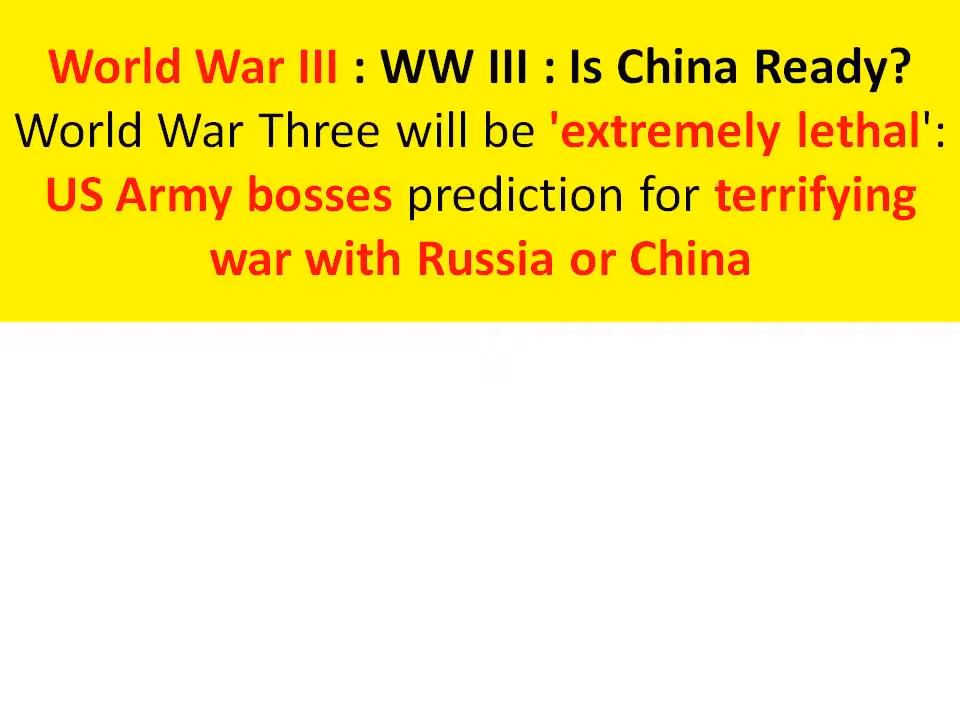 World War III : WW III : Is China Ready?
World War Three will be 'extremely lethal':
US Army bosses prediction for terrifying
war with Russia or China